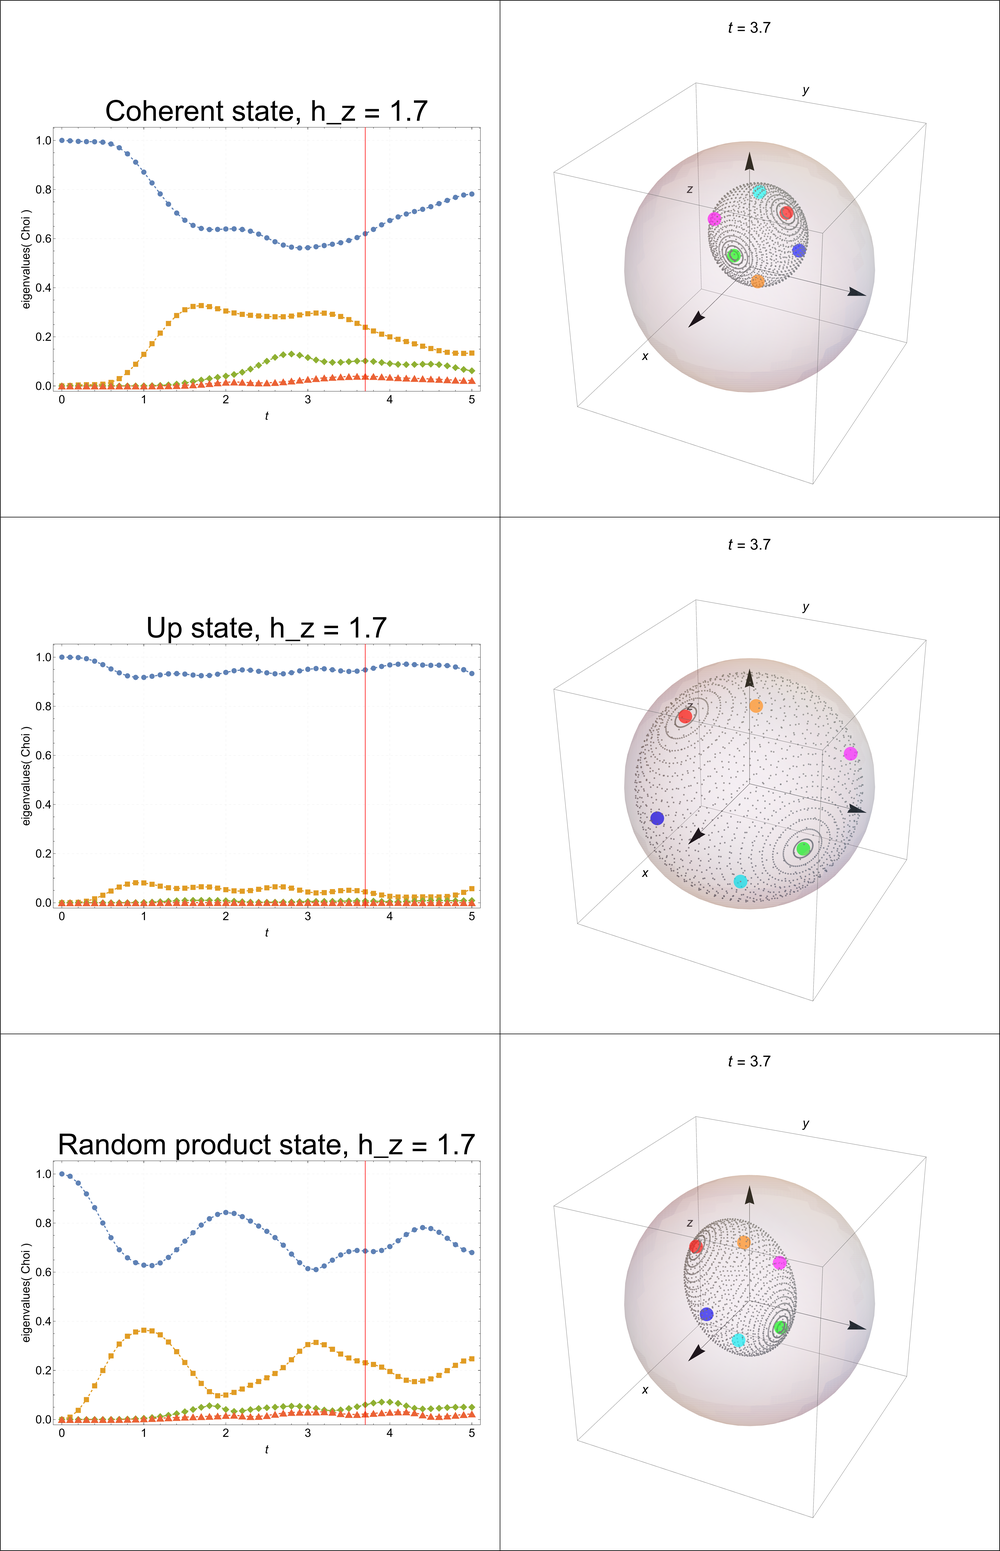 t = 3.7
y
Coherent state, h_z = 1.7
1.0
0.8
0.6
0.4
0.2
0.0
eigenvalues( Choi )
0 1 2 3 4 5
t
z
x
t = 3.7
y
Up state, h_z = 1.7
1.0
0.8
0.6
0.4
0.2
0.0
eigenvalues( Choi )
0 1 2 3 4 5
t
z
x
t = 3.7
y
Random product state, h_z = 1.7
1.0
0.8
0.6
0.4
0.2
0.0
eigenvalues( Choi )
0 1 2 3 4 5
t
z
x